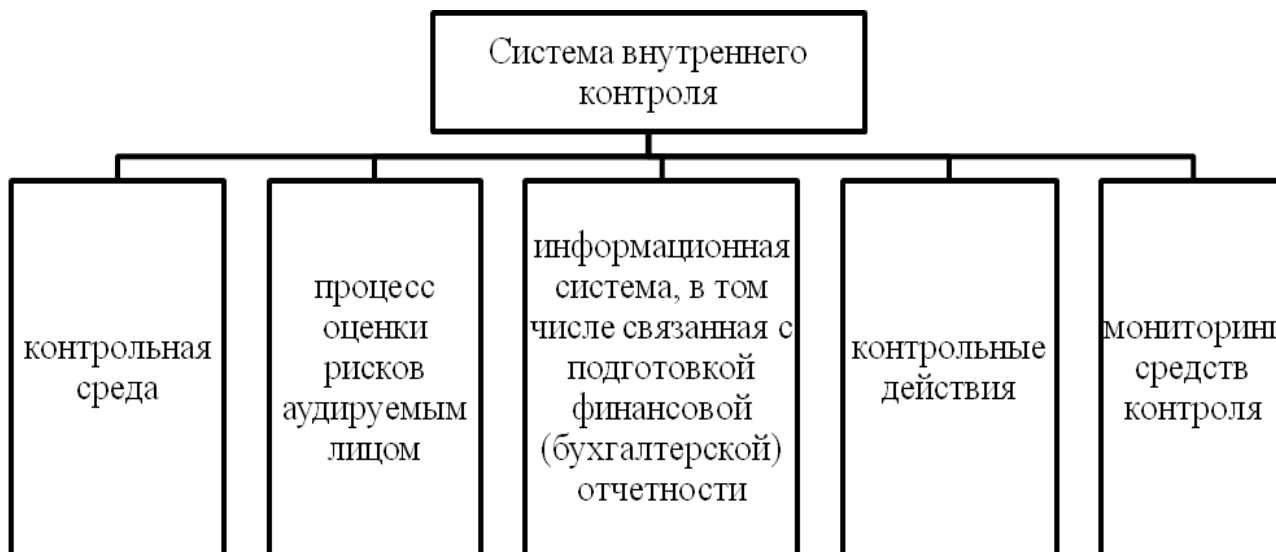 Система внутреннего
контроля
контрольная
среда
процесс
оценки
рисков
аудируемым
лицом
информационная
система, в том
числе связанная с
подготовкой
финансовой
(бухгалтерской)
отчетности
контрольные
действия
мониторинг
средств
контроля